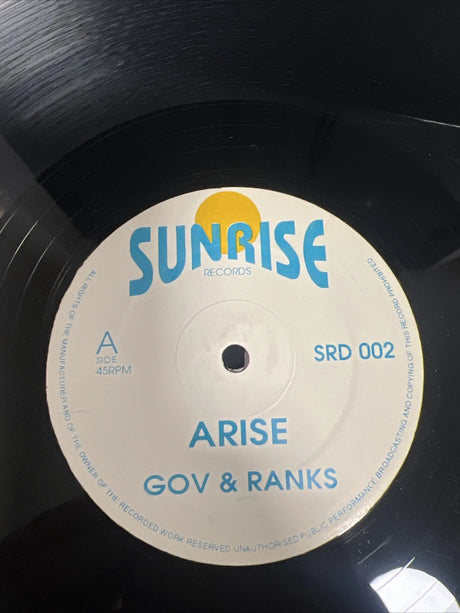 SUNRISE
RECORDS
A
SIDE
45RPM
SRD 002
ARISE
GOV & RANKS
ALL RIGHTS OF THE MANUFACTURER AND OF THE OWNER OF THE RECORDED WORK RESERVED UNAUTHORISED PUBLIC PERFORMANCE BROADCASTING AND COPYING OF THIS RECORD PROHIBITED